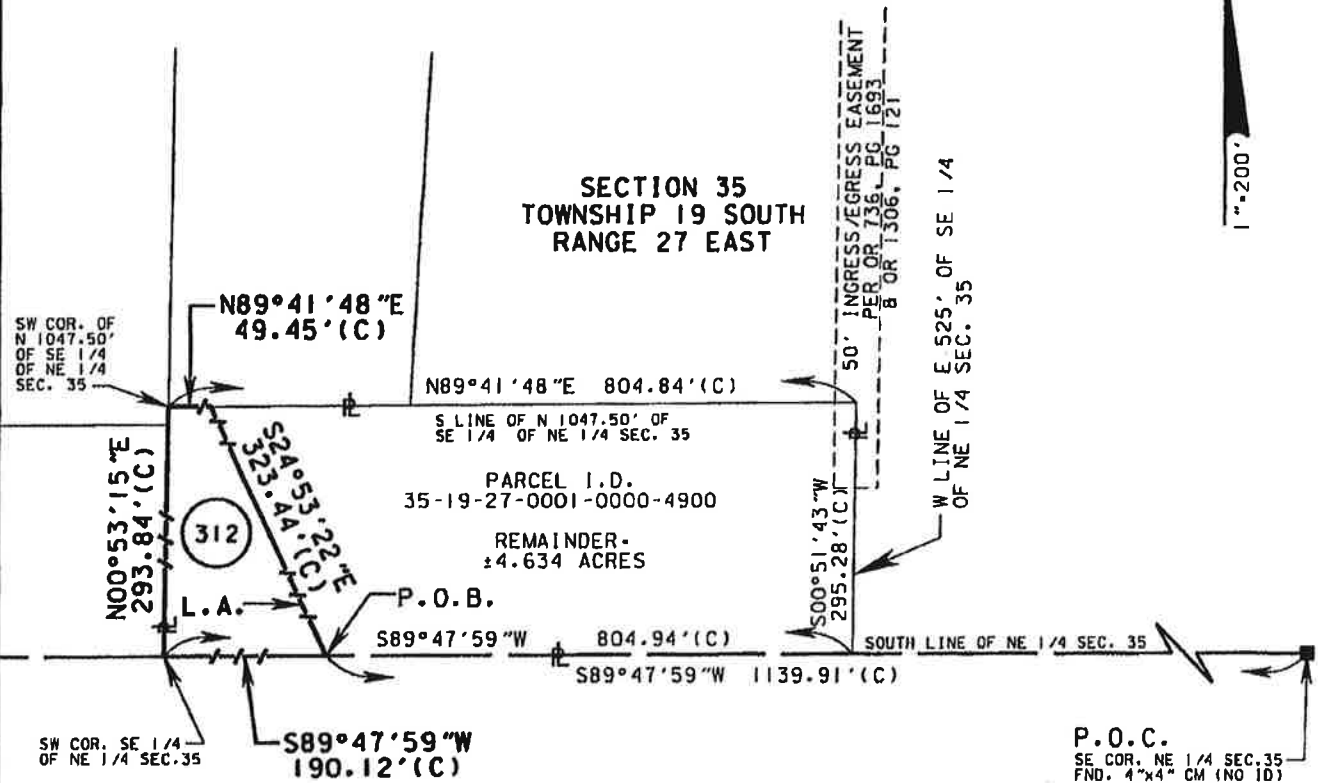 SECTION 35
TOWNSHIP 19 SOUTH
RANGE 27 EAST
50' INGRESS/EGRESS EASEMENT
PER OR 736, PG 1693
& OR 1306, PG 121
W LINE OF E 525' OF SE 1/4
OF NE 1/4 SEC. 35
1"=200'
SW COR. OF
N 1047.50'
OF SE 1/4
OF NE 1/4
SEC. 35
N89°41'48"E
49.45'(C)
N89°41'48"E 804.84'(C)
S LINE OF N 1047.50' OF
SE 1/4 OF NE 1/4 SEC. 35
N00°53'15"E
293.84'(C)
312
S24°53'22"E
323.44'(C)
PARCEL I.D.
35-19-27-0001-0000-4900
REMAINDER=
±4.634 ACRES
S00°51'43"W
295.28'(C)
L.A.
P.O.B.
S89°47'59"W 804.94'(C)
SOUTH LINE OF NE 1/4 SEC. 35
S89°47'59"W 1139.91'(C)
SW COR. SE 1/4
OF NE 1/4 SEC.35
S89°47'59"W
190.12'(C)
P.O.C.
SE COR. NE 1/4 SEC.35
FND. 4"x4" CM (NO ID)